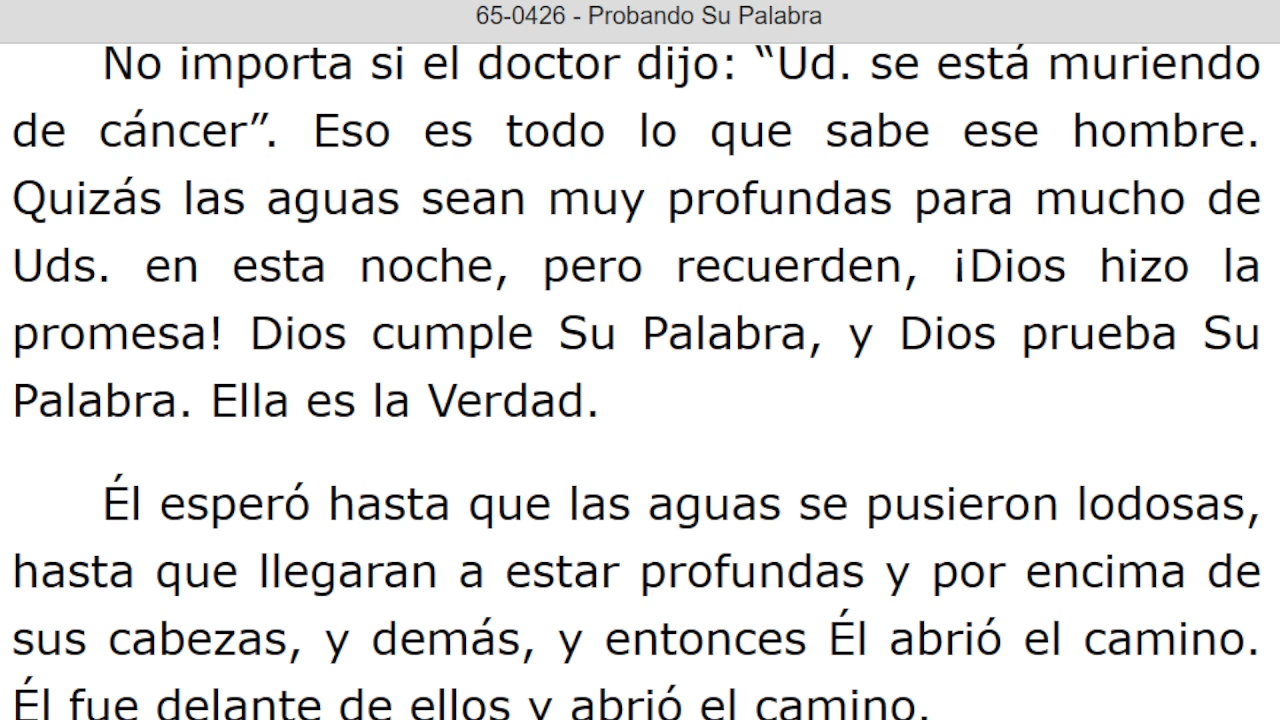 65-0426 - Probando Su Palabra
No importa si el doctor dijo: “Ud. se está muriendo
de cáncer”. Eso es todo lo que sabe ese hombre.
Quizás las aguas sean muy profundas para mucho de
Uds. en esta noche, pero recuerden, ¡Dios hizo la
promesa! Dios cumple Su Palabra, y Dios prueba Su
Palabra. Ella es la Verdad.
Él esperó hasta que las aguas se pusieron lodosas,
hasta que llegaran a estar profundas y por encima de
sus cabezas, y demás, y entonces Él abrió el camino.
Él fue delante de ellos y abrió el camino.